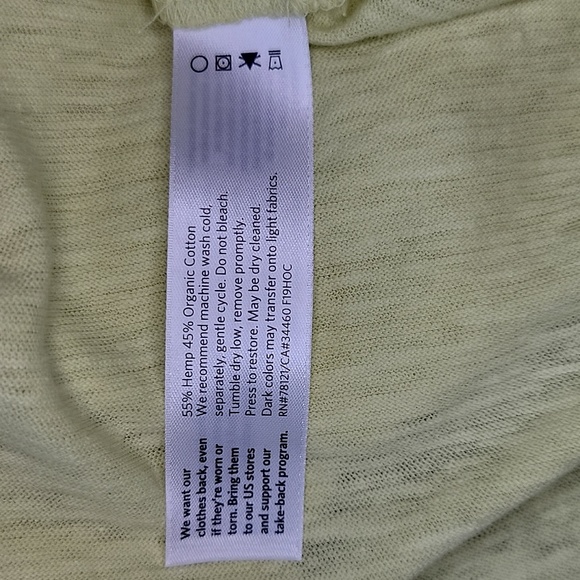 55% Hemp 45% Organic Cotton
We recommend machine wash cold,
separately, gentle cycle. Do not bleach.
Tumble dry low, remove promptly.
Press to restore. May be dry cleaned.
Dark colors may transfer onto light fabrics.
RN#78121/CA#34460 F19HOC
We want our
clothes back, even
if they're worn or
torn. Bring them
to our US stores
and support our
take-back program.